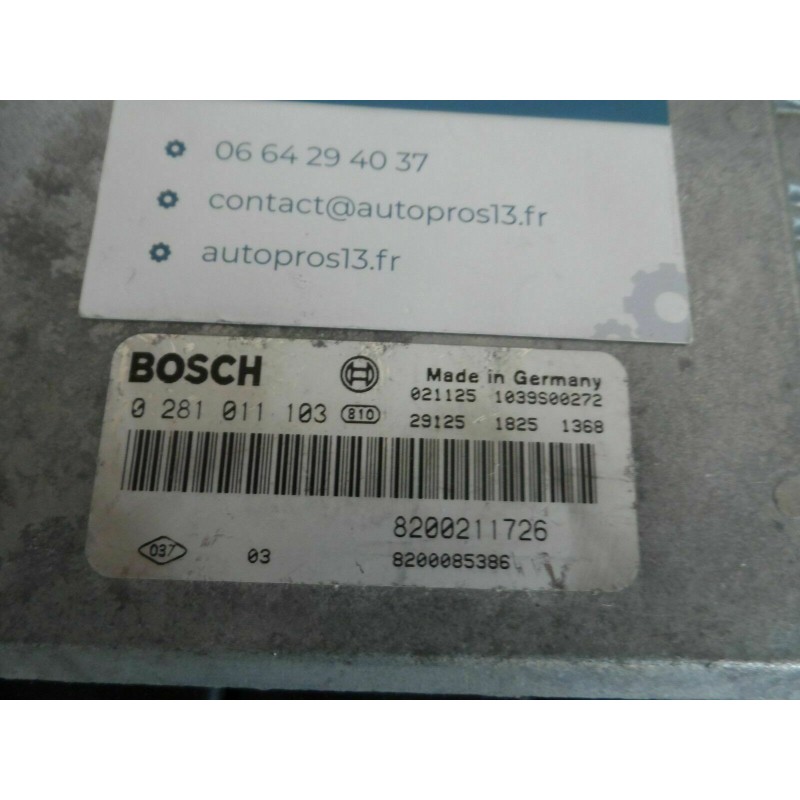 06 64 29 40 37
contact@autopros13.fr
autopros13.fr
BOSCH
Made in Germany
021125 1039S00272
0 281 011 103 810
29125 1825 1368
8200211726
037 03 8200085386
V